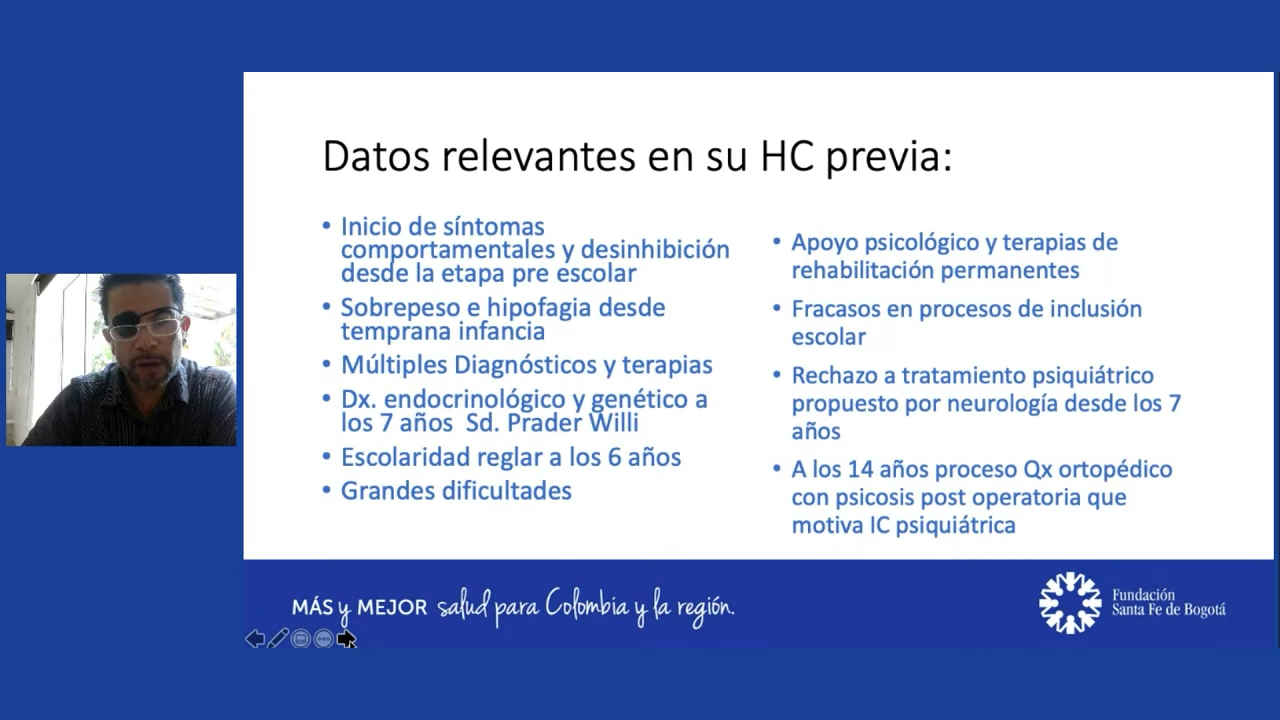 Datos relevantes en su HC previa:
• Inicio de síntomas
comportamentales y desinhibición
desde la etapa pre escolar
• Sobrepeso e hipofagia desde
temprana infancia
• Múltiples Diagnósticos y terapias
• Dx. endocrinológico y genético a
los 7 años Sd. Prader Willi
• Escolaridad reglar a los 6 años
• Grandes dificultades
• Apoyo psicológico y terapias de
rehabilitación permanentes
• Fracasos en procesos de inclusión
escolar
• Rechazo a tratamiento psiquiátrico
propuesto por neurología desde los 7
años
• A los 14 años proceso Qx ortopédico
con psicosis post operatoria que
motiva IC psiquiátrica
MÁS y MEJOR salud para Colombia y la región.
Fundación
Santa Fe de Bogotá